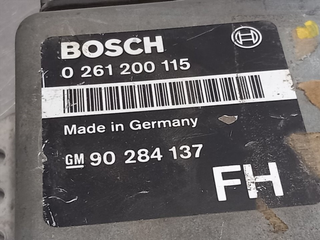 BOSCH
0 261 200 115
Made in Germany
GM 90 284 137
FH